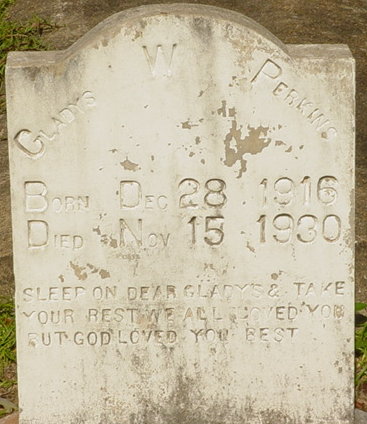 GLADYS W PERKINS
BORN DEC 28 1916
DIED NOV 15 1930
SLEEP ON DEAR GLADYS & TAKE
YOUR REST WE ALL LOVED YOU
BUT GOD LOVED YOU BEST